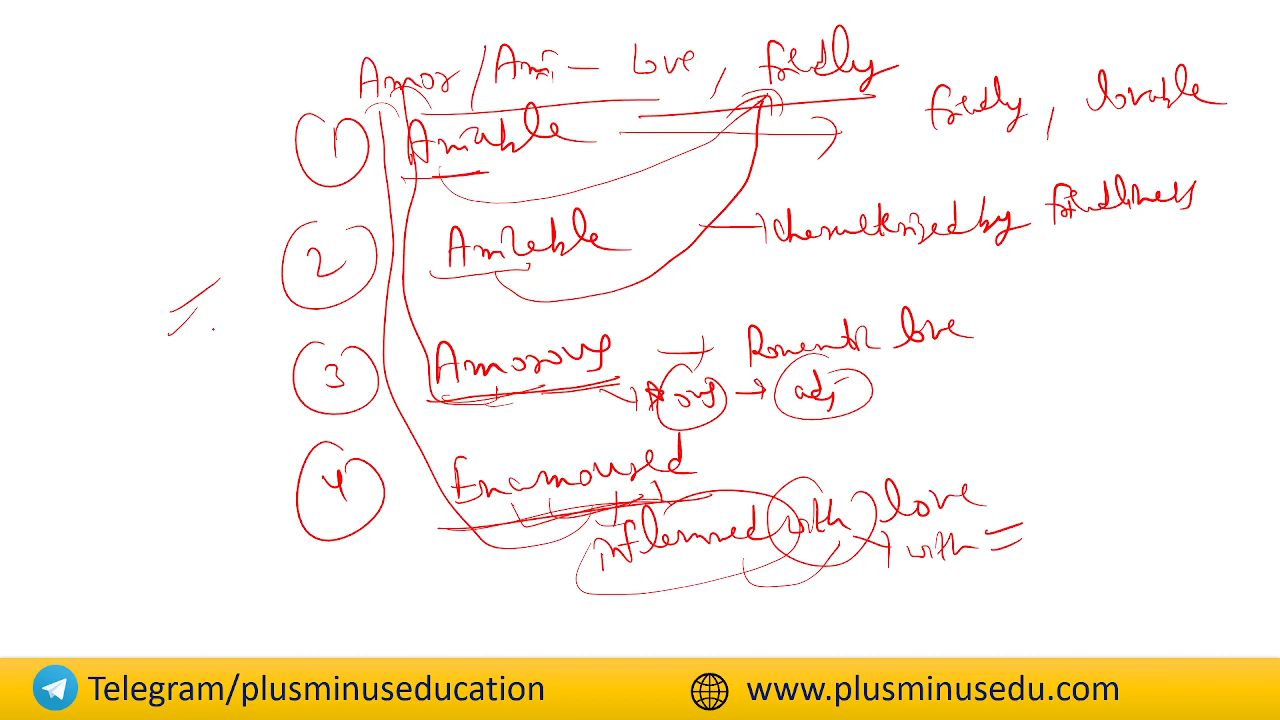 Amor / Ami – love, friendly
1 Amiable → friendly, lovable
2 Amicable → characterized by friendliness
3 Amorous → Romantic love
→ ous → adj
4 Enamoured
inflammed with love
→ with =
Telegram/plusminuseducation
www.plusminusedu.com